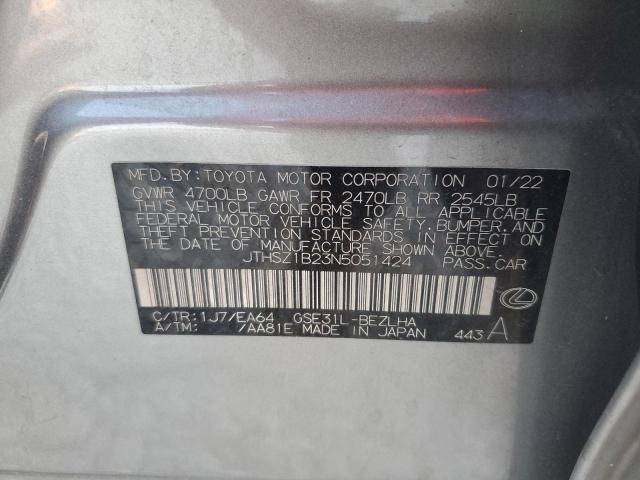 MFD.BY:TOYOTA MOTOR CORPORATION 01/22
GVWR 4700LB GAWR FR 2470LB RR 2545LB
THIS VEHICLE CONFORMS TO ALL APPLICABLE
FEDERAL MOTOR VEHICLE SAFETY,BUMPER,AND
THEFT PREVENTION STANDARDS IN EFFECT ON
THE DATE OF MANUFACTURE SHOWN ABOVE.
JTHSZ1B23N5051424 PASS.CAR
C/TR:1J7/EA64 GSE31L-BEZLHA
A/TM: /AA81E MADE IN JAPAN 443 A